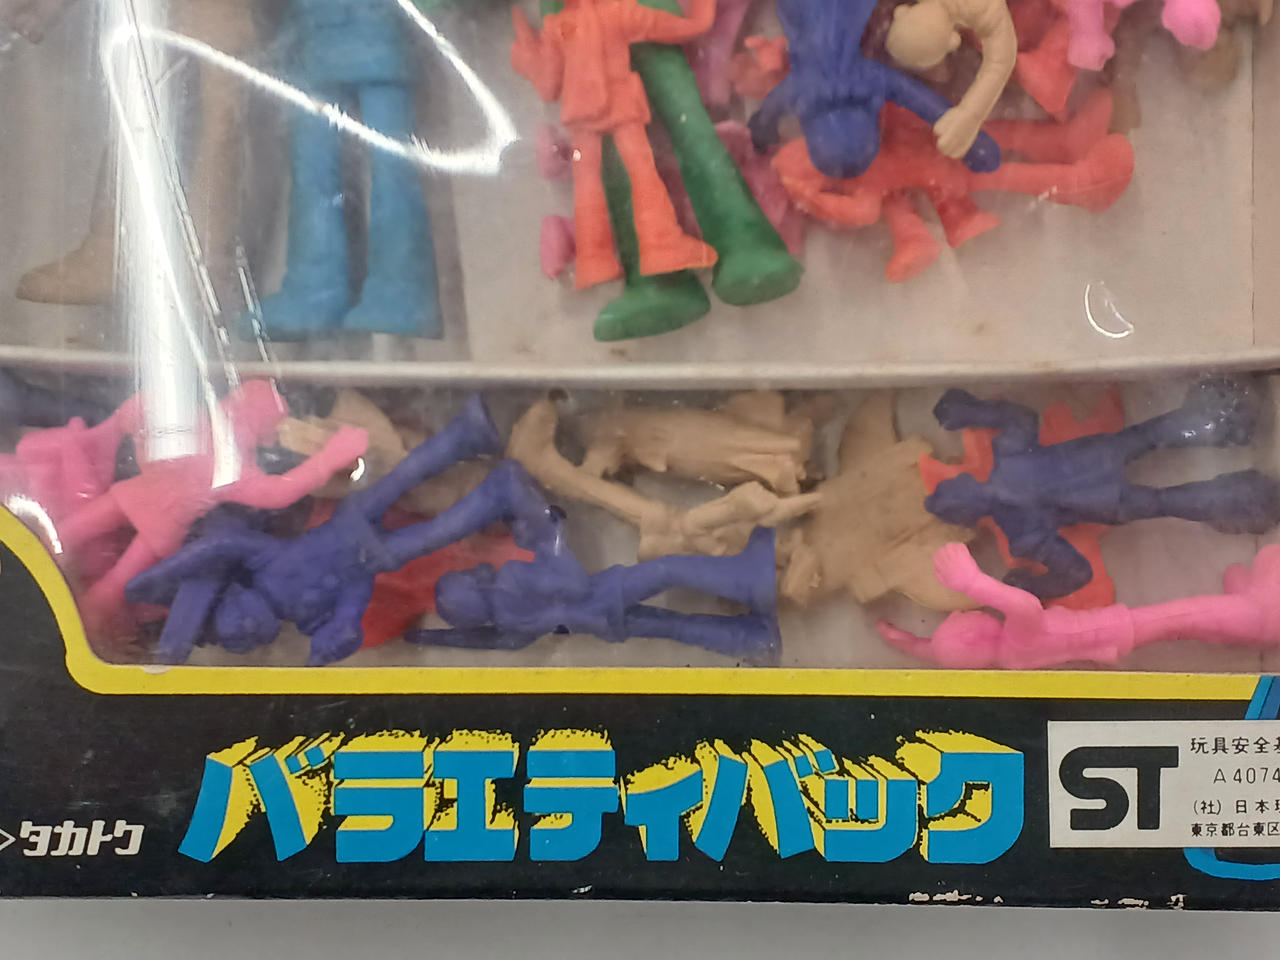 バラエティパック
タカトク
ST
玩具安全基
A4074
(社)日本玩
東京都台東区